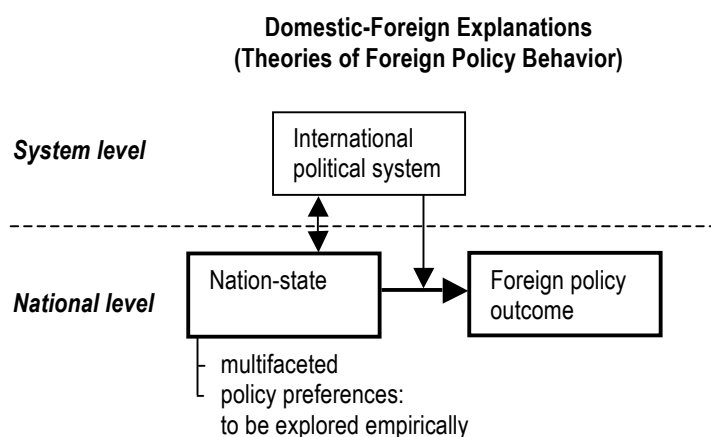 Domestic-Foreign Explanations
(Theories of Foreign Policy Behavior)
System level
International
political system
National level
Nation-state
Foreign policy
outcome
multifaceted
policy preferences:
to be explored empirically